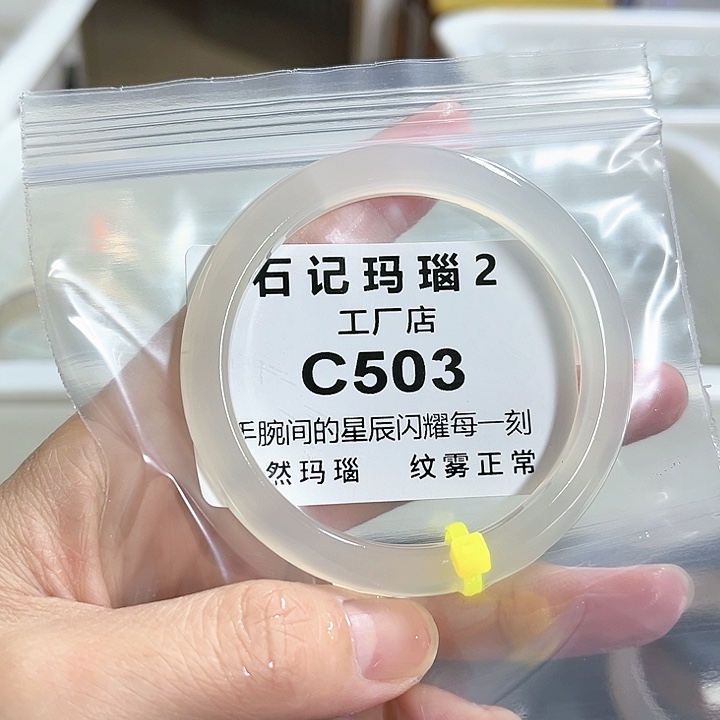 石记玛瑙2
工厂店
C503
手腕间的星辰闪耀每一刻
然玛瑙 纹雾正常